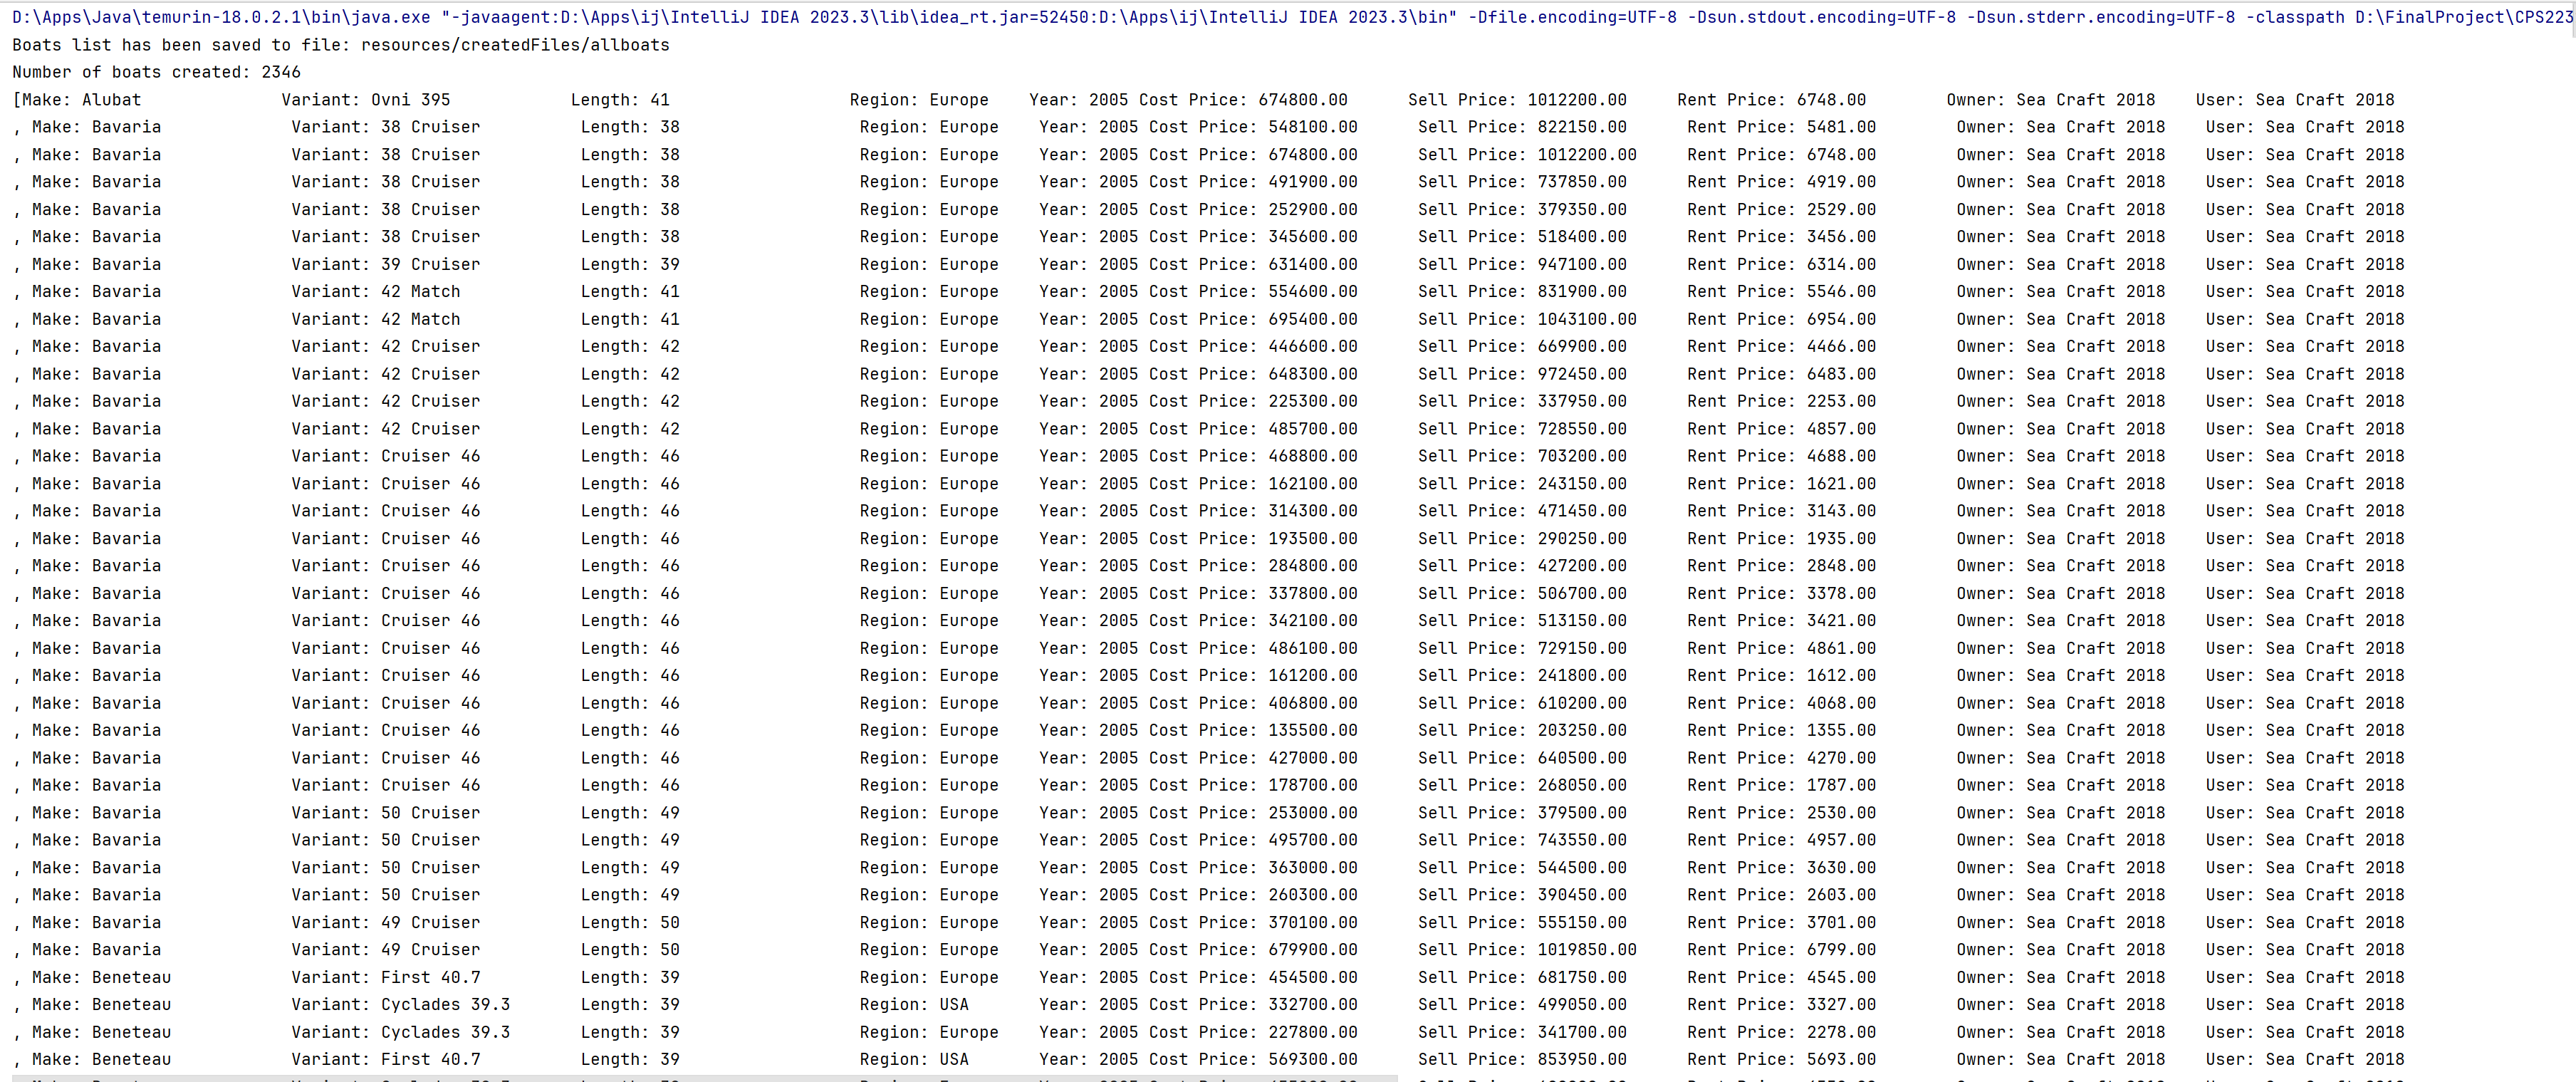 D:\Apps\Java\temurin-18.0.2.1\bin\java.exe "-javaagent:D:\Apps\ij\IntelliJ IDEA 2023.3\lib\idea_rt.jar=52450:D:\Apps\ij\IntelliJ IDEA 2023.3\bin" -Dfile.encoding=UTF-8 -Dsun.stdout.encoding=UTF-8 -Dsun.stderr.encoding=UTF-8 -classpath D:\FinalProject\CPS223
Boats list has been saved to file: resources/createdFiles/allboats
Number of boats created: 2346
[Make: Alubat Variant: Ovni 395 Length: 41 Region: Europe Year: 2005 Cost Price: 674800.00 Sell Price: 1012200.00 Rent Price: 6748.00 Owner: Sea Craft 2018 User: Sea Craft 2018
, Make: Bavaria Variant: 38 Cruiser Length: 38 Region: Europe Year: 2005 Cost Price: 548100.00 Sell Price: 822150.00 Rent Price: 5481.00 Owner: Sea Craft 2018 User: Sea Craft 2018
, Make: Bavaria Variant: 38 Cruiser Length: 38 Region: Europe Year: 2005 Cost Price: 674800.00 Sell Price: 1012200.00 Rent Price: 6748.00 Owner: Sea Craft 2018 User: Sea Craft 2018
, Make: Bavaria Variant: 38 Cruiser Length: 38 Region: Europe Year: 2005 Cost Price: 491900.00 Sell Price: 737850.00 Rent Price: 4919.00 Owner: Sea Craft 2018 User: Sea Craft 2018
, Make: Bavaria Variant: 38 Cruiser Length: 38 Region: Europe Year: 2005 Cost Price: 252900.00 Sell Price: 379350.00 Rent Price: 2529.00 Owner: Sea Craft 2018 User: Sea Craft 2018
, Make: Bavaria Variant: 38 Cruiser Length: 38 Region: Europe Year: 2005 Cost Price: 345600.00 Sell Price: 518400.00 Rent Price: 3456.00 Owner: Sea Craft 2018 User: Sea Craft 2018
, Make: Bavaria Variant: 39 Cruiser Length: 39 Region: Europe Year: 2005 Cost Price: 631400.00 Sell Price: 947100.00 Rent Price: 6314.00 Owner: Sea Craft 2018 User: Sea Craft 2018
, Make: Bavaria Variant: 42 Match Length: 41 Region: Europe Year: 2005 Cost Price: 554600.00 Sell Price: 831900.00 Rent Price: 5546.00 Owner: Sea Craft 2018 User: Sea Craft 2018
, Make: Bavaria Variant: 42 Match Length: 41 Region: Europe Year: 2005 Cost Price: 695400.00 Sell Price: 1043100.00 Rent Price: 6954.00 Owner: Sea Craft 2018 User: Sea Craft 2018
, Make: Bavaria Variant: 42 Cruiser Length: 42 Region: Europe Year: 2005 Cost Price: 446600.00 Sell Price: 669900.00 Rent Price: 4466.00 Owner: Sea Craft 2018 User: Sea Craft 2018
, Make: Bavaria Variant: 42 Cruiser Length: 42 Region: Europe Year: 2005 Cost Price: 648300.00 Sell Price: 972450.00 Rent Price: 6483.00 Owner: Sea Craft 2018 User: Sea Craft 2018
, Make: Bavaria Variant: 42 Cruiser Length: 42 Region: Europe Year: 2005 Cost Price: 225300.00 Sell Price: 337950.00 Rent Price: 2253.00 Owner: Sea Craft 2018 User: Sea Craft 2018
, Make: Bavaria Variant: 42 Cruiser Length: 42 Region: Europe Year: 2005 Cost Price: 485700.00 Sell Price: 728550.00 Rent Price: 4857.00 Owner: Sea Craft 2018 User: Sea Craft 2018
, Make: Bavaria Variant: Cruiser 46 Length: 46 Region: Europe Year: 2005 Cost Price: 468800.00 Sell Price: 703200.00 Rent Price: 4688.00 Owner: Sea Craft 2018 User: Sea Craft 2018
, Make: Bavaria Variant: Cruiser 46 Length: 46 Region: Europe Year: 2005 Cost Price: 162100.00 Sell Price: 243150.00 Rent Price: 1621.00 Owner: Sea Craft 2018 User: Sea Craft 2018
, Make: Bavaria Variant: Cruiser 46 Length: 46 Region: Europe Year: 2005 Cost Price: 314300.00 Sell Price: 471450.00 Rent Price: 3143.00 Owner: Sea Craft 2018 User: Sea Craft 2018
, Make: Bavaria Variant: Cruiser 46 Length: 46 Region: Europe Year: 2005 Cost Price: 193500.00 Sell Price: 290250.00 Rent Price: 1935.00 Owner: Sea Craft 2018 User: Sea Craft 2018
, Make: Bavaria Variant: Cruiser 46 Length: 46 Region: Europe Year: 2005 Cost Price: 284800.00 Sell Price: 427200.00 Rent Price: 2848.00 Owner: Sea Craft 2018 User: Sea Craft 2018
, Make: Bavaria Variant: Cruiser 46 Length: 46 Region: Europe Year: 2005 Cost Price: 337800.00 Sell Price: 506700.00 Rent Price: 3378.00 Owner: Sea Craft 2018 User: Sea Craft 2018
, Make: Bavaria Variant: Cruiser 46 Length: 46 Region: Europe Year: 2005 Cost Price: 342100.00 Sell Price: 513150.00 Rent Price: 3421.00 Owner: Sea Craft 2018 User: Sea Craft 2018
, Make: Bavaria Variant: Cruiser 46 Length: 46 Region: Europe Year: 2005 Cost Price: 486100.00 Sell Price: 729150.00 Rent Price: 4861.00 Owner: Sea Craft 2018 User: Sea Craft 2018
, Make: Bavaria Variant: Cruiser 46 Length: 46 Region: Europe Year: 2005 Cost Price: 161200.00 Sell Price: 241800.00 Rent Price: 1612.00 Owner: Sea Craft 2018 User: Sea Craft 2018
, Make: Bavaria Variant: Cruiser 46 Length: 46 Region: Europe Year: 2005 Cost Price: 406800.00 Sell Price: 610200.00 Rent Price: 4068.00 Owner: Sea Craft 2018 User: Sea Craft 2018
, Make: Bavaria Variant: Cruiser 46 Length: 46 Region: Europe Year: 2005 Cost Price: 135500.00 Sell Price: 203250.00 Rent Price: 1355.00 Owner: Sea Craft 2018 User: Sea Craft 2018
, Make: Bavaria Variant: Cruiser 46 Length: 46 Region: Europe Year: 2005 Cost Price: 427000.00 Sell Price: 640500.00 Rent Price: 4270.00 Owner: Sea Craft 2018 User: Sea Craft 2018
, Make: Bavaria Variant: Cruiser 46 Length: 46 Region: Europe Year: 2005 Cost Price: 178700.00 Sell Price: 268050.00 Rent Price: 1787.00 Owner: Sea Craft 2018 User: Sea Craft 2018
, Make: Bavaria Variant: 50 Cruiser Length: 49 Region: Europe Year: 2005 Cost Price: 253000.00 Sell Price: 379500.00 Rent Price: 2530.00 Owner: Sea Craft 2018 User: Sea Craft 2018
, Make: Bavaria Variant: 50 Cruiser Length: 49 Region: Europe Year: 2005 Cost Price: 495700.00 Sell Price: 743550.00 Rent Price: 4957.00 Owner: Sea Craft 2018 User: Sea Craft 2018
, Make: Bavaria Variant: 50 Cruiser Length: 49 Region: Europe Year: 2005 Cost Price: 363000.00 Sell Price: 544500.00 Rent Price: 3630.00 Owner: Sea Craft 2018 User: Sea Craft 2018
, Make: Bavaria Variant: 50 Cruiser Length: 49 Region: Europe Year: 2005 Cost Price: 260300.00 Sell Price: 390450.00 Rent Price: 2603.00 Owner: Sea Craft 2018 User: Sea Craft 2018
, Make: Bavaria Variant: 49 Cruiser Length: 50 Region: Europe Year: 2005 Cost Price: 370100.00 Sell Price: 555150.00 Rent Price: 3701.00 Owner: Sea Craft 2018 User: Sea Craft 2018
, Make: Bavaria Variant: 49 Cruiser Length: 50 Region: Europe Year: 2005 Cost Price: 679900.00 Sell Price: 1019850.00 Rent Price: 6799.00 Owner: Sea Craft 2018 User: Sea Craft 2018
, Make: Beneteau Variant: First 40.7 Length: 39 Region: Europe Year: 2005 Cost Price: 454500.00 Sell Price: 681750.00 Rent Price: 4545.00 Owner: Sea Craft 2018 User: Sea Craft 2018
, Make: Beneteau Variant: Cyclades 39.3 Length: 39 Region: USA Year: 2005 Cost Price: 332700.00 Sell Price: 499050.00 Rent Price: 3327.00 Owner: Sea Craft 2018 User: Sea Craft 2018
, Make: Beneteau Variant: Cyclades 39.3 Length: 39 Region: Europe Year: 2005 Cost Price: 227800.00 Sell Price: 341700.00 Rent Price: 2278.00 Owner: Sea Craft 2018 User: Sea Craft 2018
, Make: Beneteau Variant: First 40.7 Length: 39 Region: USA Year: 2005 Cost Price: 569300.00 Sell Price: 853950.00 Rent Price: 5693.00 Owner: Sea Craft 2018 User: Sea Craft 2018